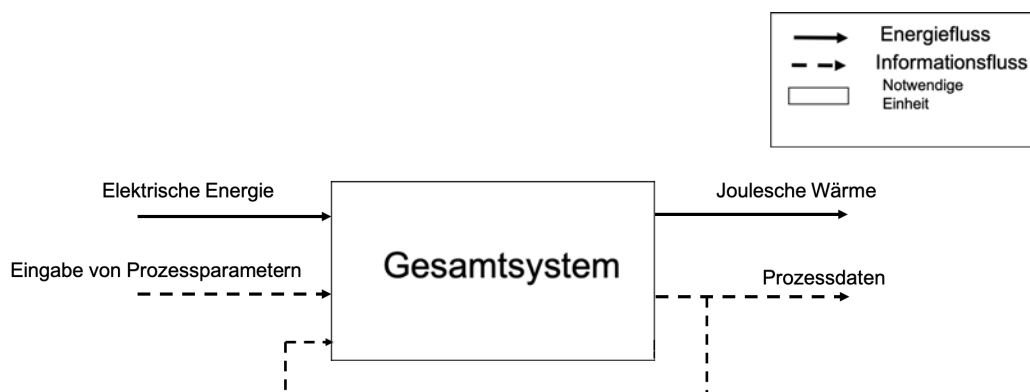 Energiefluss
Informationsfluss
Notwendige
Einheit
Elektrische Energie
Joulesche Wärme
Gesamtsystem
Eingabe von Prozessparametern
Prozessdaten